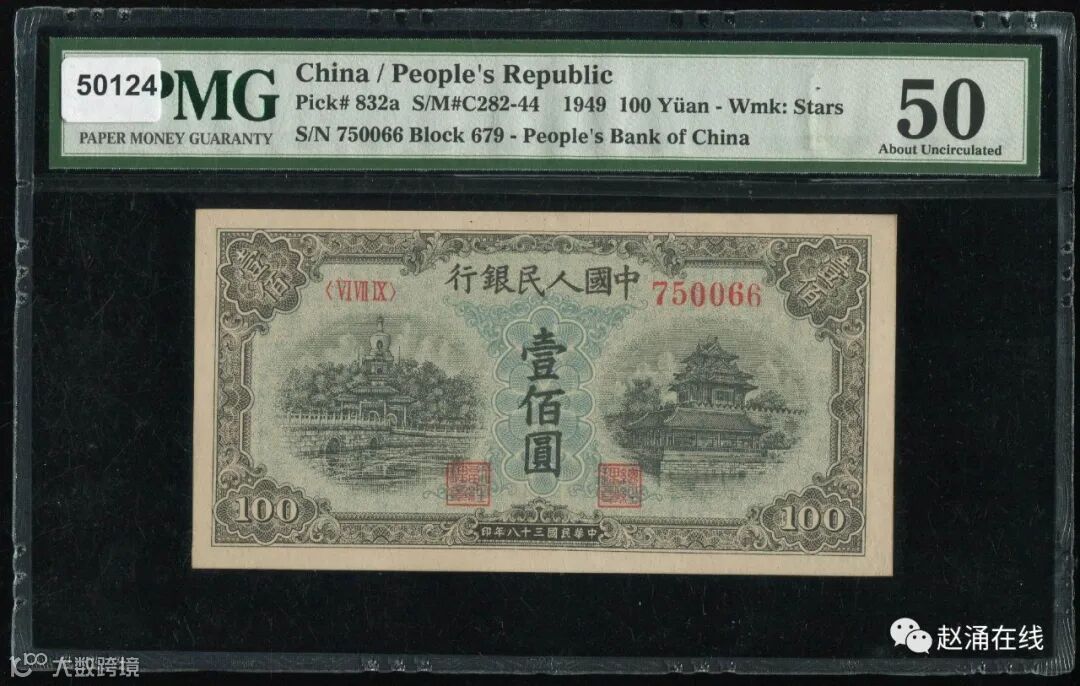 50124
PMG
PAPER MONEY GUARANTY
China / People's Republic
Pick# 832a S/M#C282-44 1949 100 Yüan - Wmk: Stars
S/N 750066 Block 679 - People's Bank of China
50
About Uncirculated
壹佰
壹佰
中國人民銀行
〈VI VII IX〉
750066
壹佰圓
100
100
中華民國三十八年印
赵涌在线
大数跨境